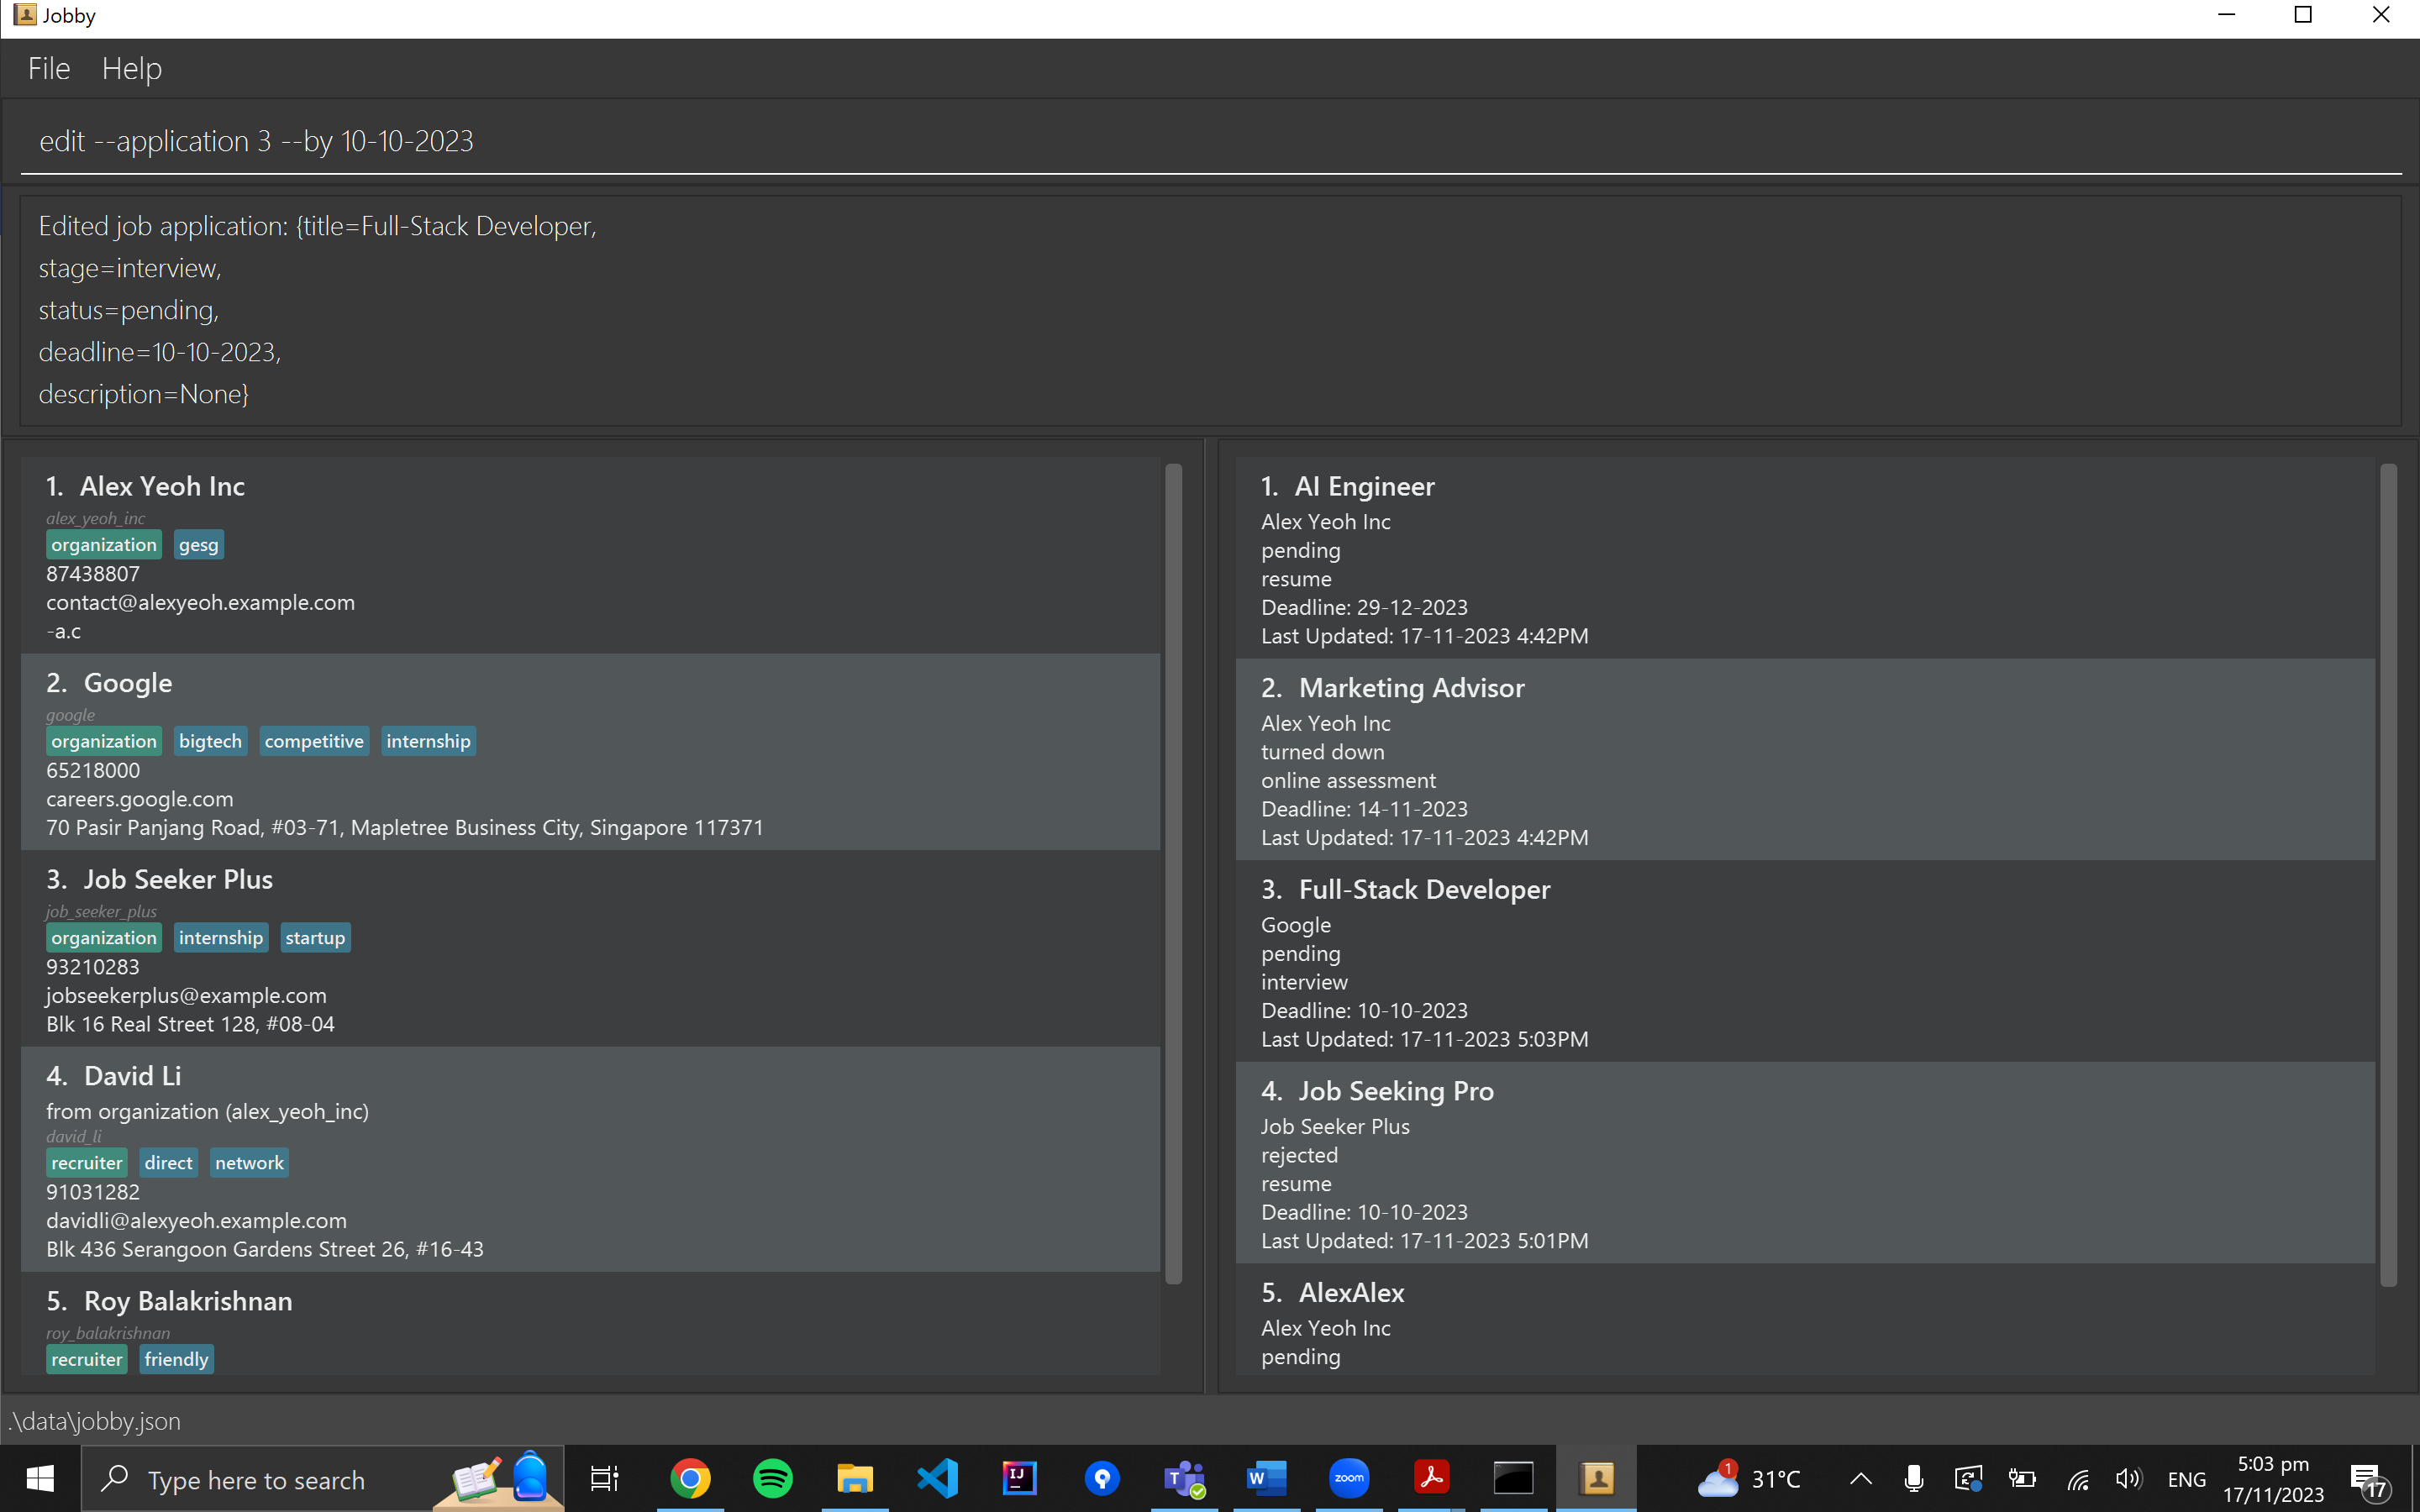 Jobby
File Help
edit --application 3 --by 10-10-2023
Edited job application: {title=Full-Stack Developer,
stage=interview,
status=pending,
deadline=10-10-2023,
description=None}
1. Alex Yeoh Inc
alex_yeoh_inc
organization gesg
87438807
contact@alexyeoh.example.com
-a.c
2. Google
google
organization bigtech competitive internship
65218000
careers.google.com
70 Pasir Panjang Road, #03-71, Mapletree Business City, Singapore 117371
3. Job Seeker Plus
job_seeker_plus
organization internship startup
93210283
jobseekerplus@example.com
Blk 16 Real Street 128, #08-04
4. David Li
from organization (alex_yeoh_inc)
david_li
recruiter direct network
91031282
davidli@alexyeoh.example.com
Blk 436 Serangoon Gardens Street 26, #16-43
5. Roy Balakrishnan
roy_balakrishnan
recruiter friendly
1. AI Engineer
Alex Yeoh Inc
pending
resume
Deadline: 29-12-2023
Last Updated: 17-11-2023 4:42PM
2. Marketing Advisor
Alex Yeoh Inc
turned down
online assessment
Deadline: 14-11-2023
Last Updated: 17-11-2023 4:42PM
3. Full-Stack Developer
Google
pending
interview
Deadline: 10-10-2023
Last Updated: 17-11-2023 5:03PM
4. Job Seeking Pro
Job Seeker Plus
rejected
resume
Deadline: 10-10-2023
Last Updated: 17-11-2023 5:01PM
5. AlexAlex
Alex Yeoh Inc
pending
.\data\jobby.json
Type here to search
IJ
T
W
zoom
1
31°C
ENG
5:03 pm
17/11/2023
17